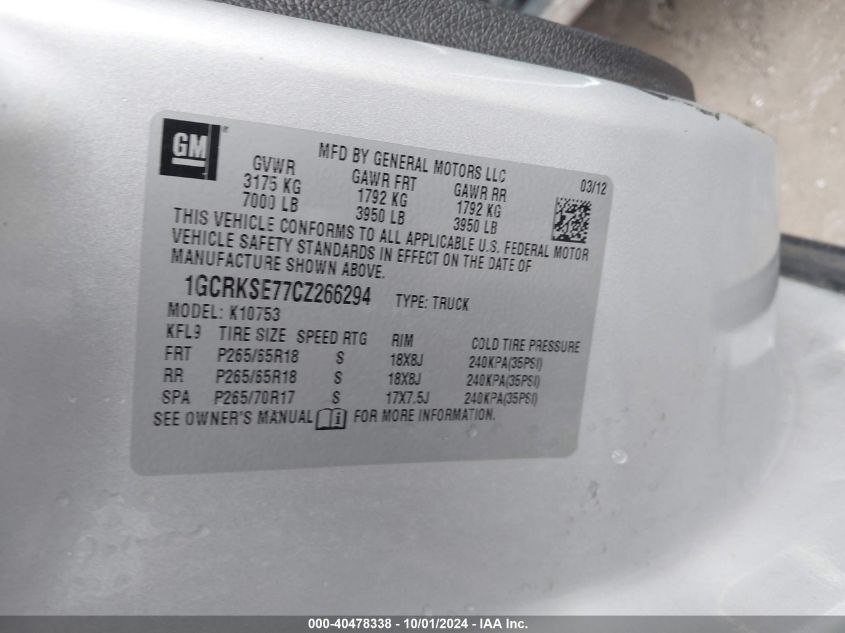 GM
MFD BY GENERAL MOTORS LLC
03/12
GVWR GAWR FRT GAWR RR
3175 KG 1792 KG 1792 KG
7000 LB 3950 LB 3950 LB
THIS VEHICLE CONFORMS TO ALL APPLICABLE U.S. FEDERAL MOTOR
VEHICLE SAFETY STANDARDS IN EFFECT ON THE DATE OF
MANUFACTURE SHOWN ABOVE.
1GCRKSE77CZ266294 TYPE: TRUCK
MODEL: K10753
KFL9 TIRE SIZE SPEED RTG RIM COLD TIRE PRESSURE
FRT P265/65R18 S 18X8J 240KPA(35PSI)
RR P265/65R18 S 18X8J 240KPA(35PSI)
SPA P265/70R17 S 17X7.5J 240KPA(35PSI)
SEE OWNER'S MANUAL i FOR MORE INFORMATION.
000-40478338 - 10/01/2024 - IAA Inc.